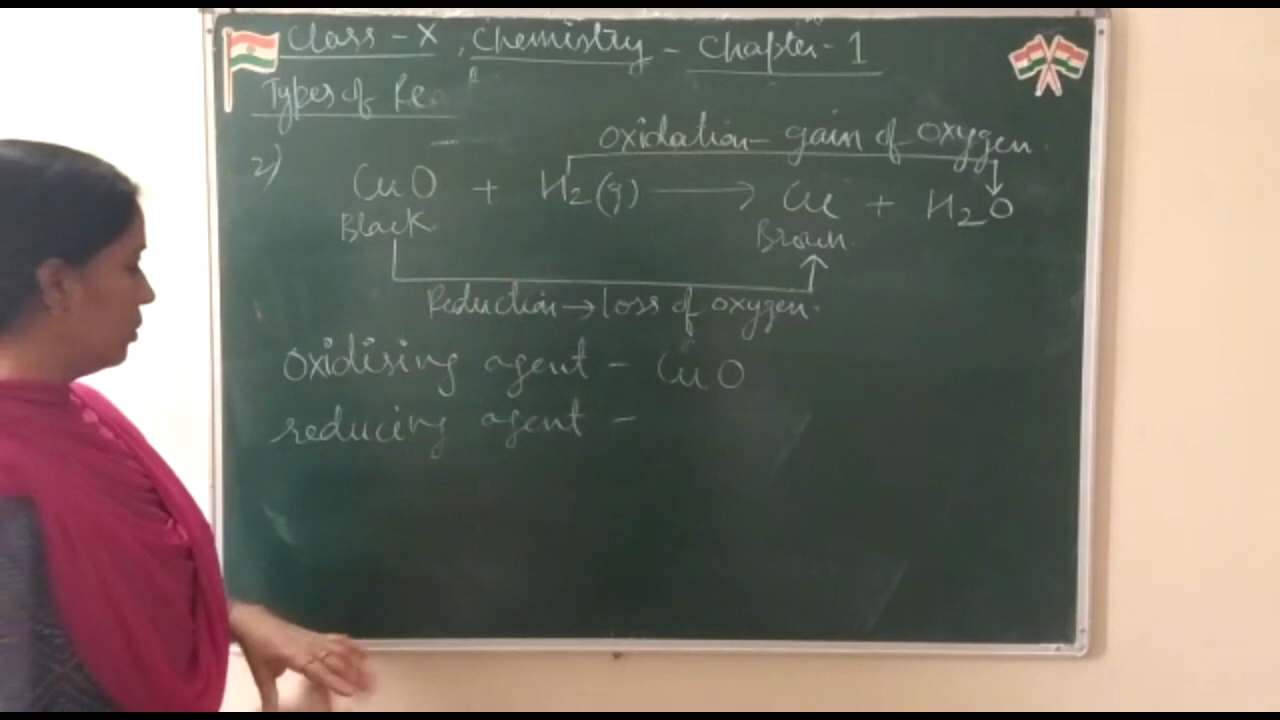 Class - X, Chemistry - Chapter - 1
Types of Re
oxidation - gain of oxygen.
2) CuO + H2(g) → Cu + H2O
Black Brown.
Reduction → loss of oxygen.
oxidising agent - CuO
reducing agent -